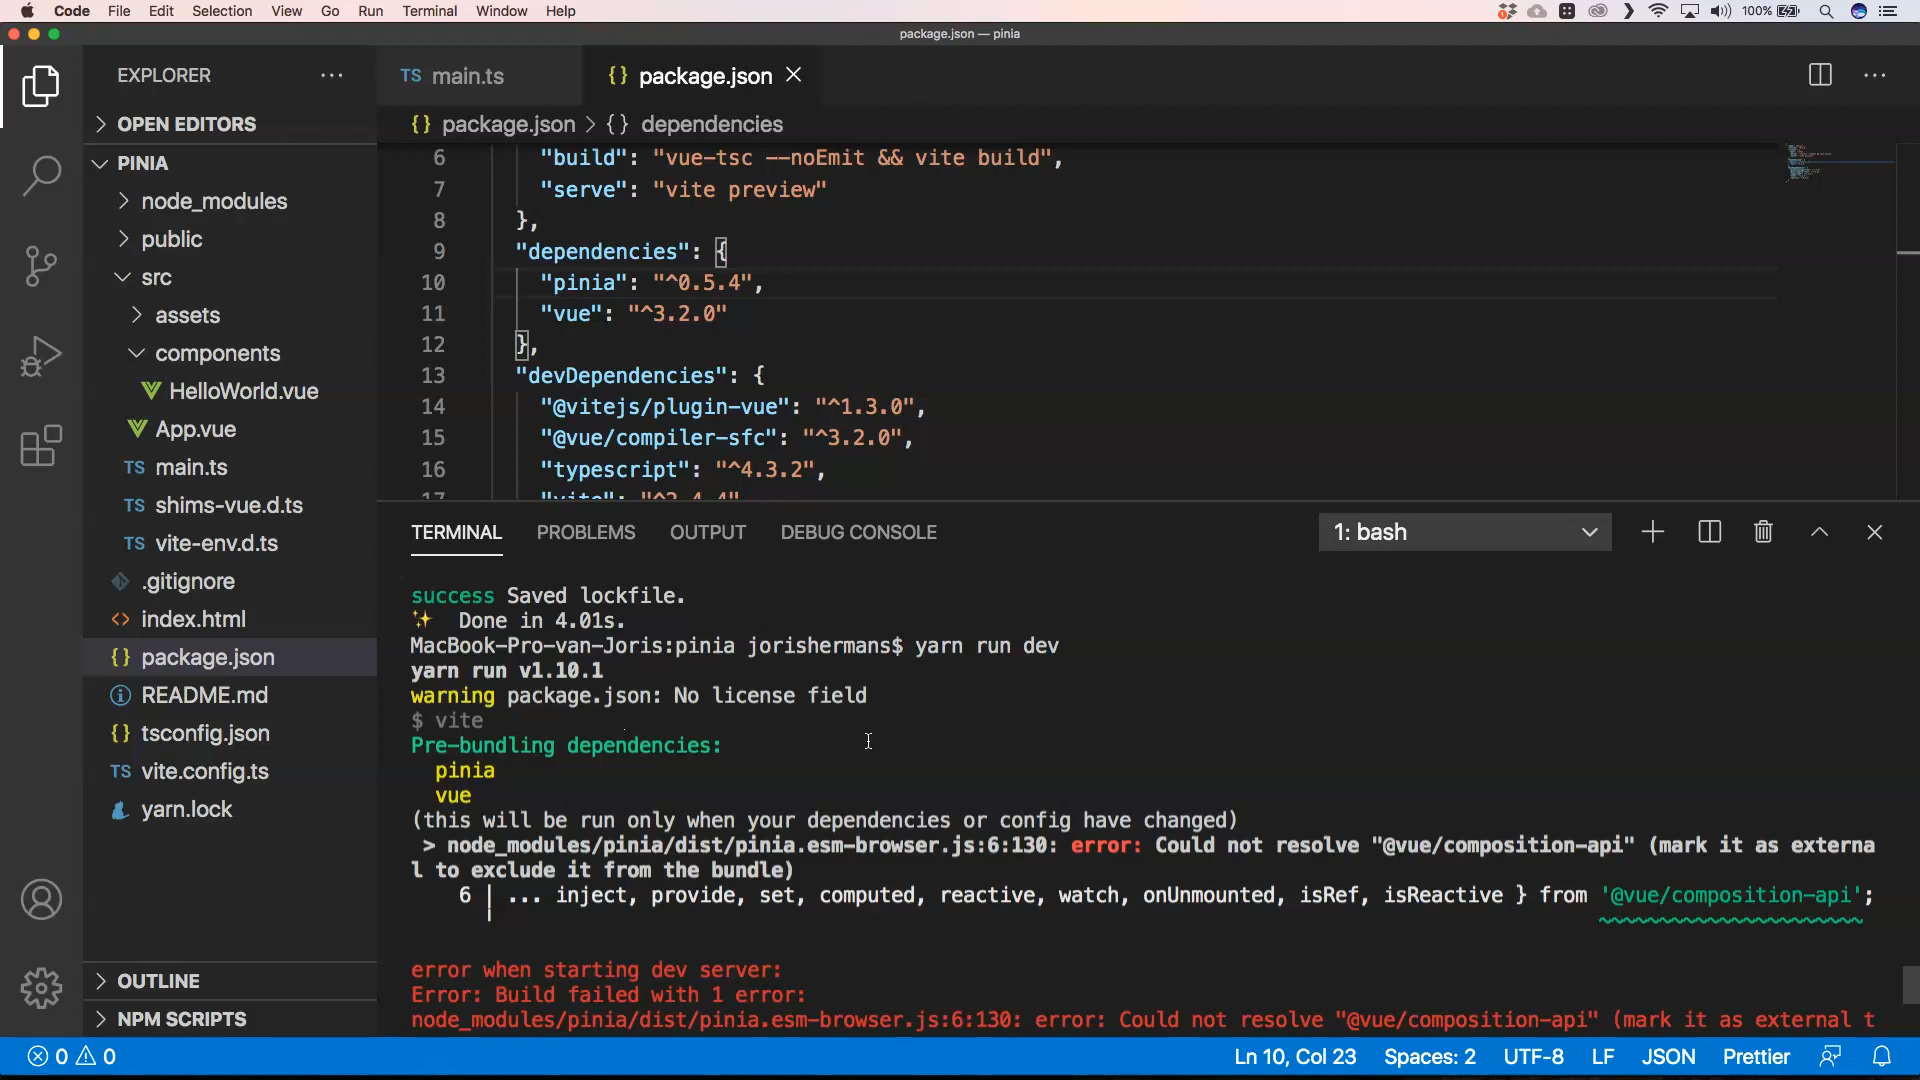 Code File Edit Selection View Go Run Terminal Window Help
100%
package.json — pinia
EXPLORER
OPEN EDITORS
PINIA
node_modules
public
src
assets
components
HelloWorld.vue
App.vue
TS main.ts
TS shims-vue.d.ts
TS vite-env.d.ts
.gitignore
<> index.html
{} package.json
README.md
{} tsconfig.json
TS vite.config.ts
yarn.lock
OUTLINE
NPM SCRIPTS
TS main.ts
{} package.json
{} package.json > {} dependencies
6 "build": "vue-tsc --noEmit && vite build",
7 "serve": "vite preview"
8 },
9 "dependencies": {
10 "pinia": "^0.5.4",
11 "vue": "^3.2.0"
12 },
13 "devDependencies": {
14 "@vitejs/plugin-vue": "^1.3.0",
15 "@vue/compiler-sfc": "^3.2.0",
16 "typescript": "^4.3.2",
17 "vite": "^2.4.4"
TERMINAL PROBLEMS OUTPUT DEBUG CONSOLE
1: bash
success Saved lockfile.
✨ Done in 4.01s.
MacBook-Pro-van-Joris:pinia jorishermans$ yarn run dev
yarn run v1.10.1
warning package.json: No license field
$ vite
Pre-bundling dependencies:
pinia
vue
(this will be run only when your dependencies or config have changed)
> node_modules/pinia/dist/pinia.esm-browser.js:6:130: error: Could not resolve "@vue/composition-api" (mark it as externa
l to exclude it from the bundle)
6 │ ... inject, provide, set, computed, reactive, watch, onUnmounted, isRef, isReactive } from '@vue/composition-api';
error when starting dev server:
Error: Build failed with 1 error:
node_modules/pinia/dist/pinia.esm-browser.js:6:130: error: Could not resolve "@vue/composition-api" (mark it as external t
0 0
Ln 10, Col 23 Spaces: 2 UTF-8 LF JSON Prettier